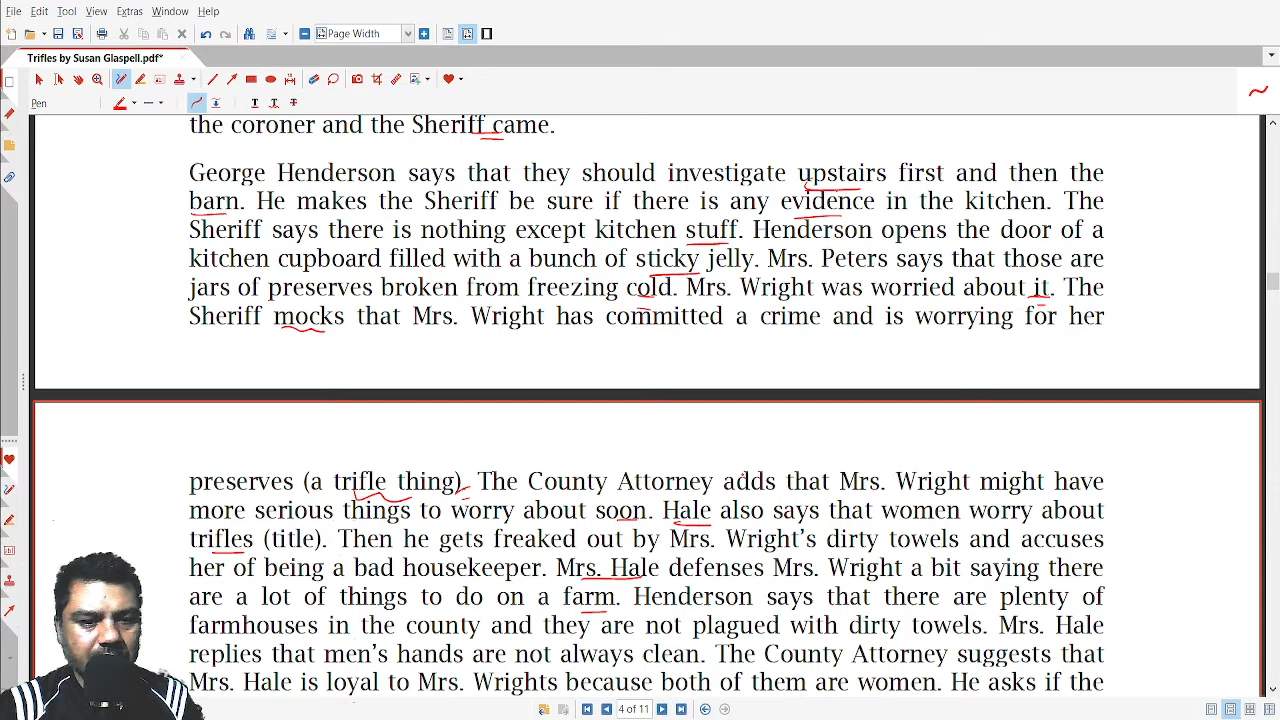 File Edit Tool View Extras Window Help
Page Width
Trifles by Susan Glaspell.pdf*
Pen
the coroner and the Sheriff came.
George Henderson says that they should investigate upstairs first and then the
barn. He makes the Sheriff be sure if there is any evidence in the kitchen. The
Sheriff says there is nothing except kitchen stuff. Henderson opens the door of a
kitchen cupboard filled with a bunch of sticky jelly. Mrs. Peters says that those are
jars of preserves broken from freezing cold. Mrs. Wright was worried about it. The
Sheriff mocks that Mrs. Wright has committed a crime and is worrying for her
preserves (a trifle thing). The County Attorney adds that Mrs. Wright might have
more serious things to worry about soon. Hale also says that women worry about
trifles (title). Then he gets freaked out by Mrs. Wright’s dirty towels and accuses
her of being a bad housekeeper. Mrs. Hale defenses Mrs. Wright a bit saying there
are a lot of things to do on a farm. Henderson says that there are plenty of
farmhouses in the county and they are not plagued with dirty towels. Mrs. Hale
replies that men’s hands are not always clean. The County Attorney suggests that
Mrs. Hale is loyal to Mrs. Wrights because both of them are women. He asks if the
4 of 11